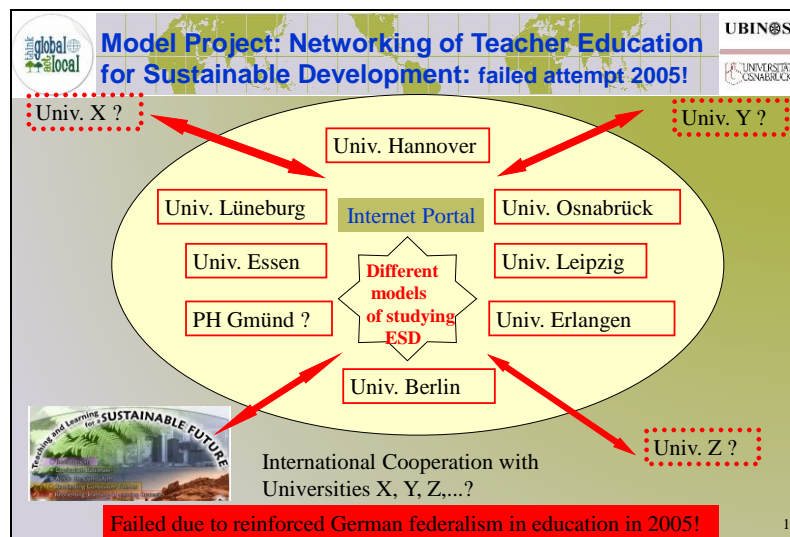 think
global
act
local
Model Project: Networking of Teacher Education
for Sustainable Development: failed attempt 2005!
UBINOS
UNIVERSITÄT
OSNABRÜCK
Univ. X ?
Univ. Y ?
Univ. Hannover
Univ. Lüneburg
Internet Portal
Univ. Osnabrück
Univ. Essen
Different
models
of studying
ESD
Univ. Leipzig
PH Gmünd ?
Univ. Erlangen
Univ. Berlin
Teaching and Learning
for a SUSTAINABLE FUTURE
Univ. Z ?
International Cooperation with
Universities X, Y, Z,...?
Failed due to reinforced German federalism in education in 2005!
1